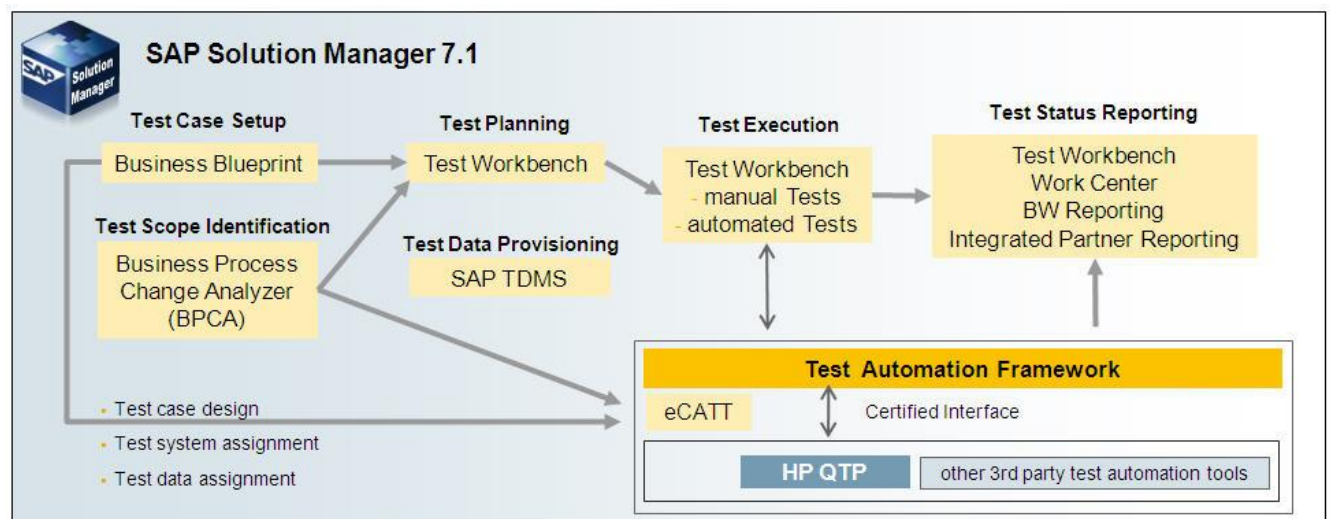 SAP Solution Manager
SAP Solution Manager 7.1
Test Case Setup
Business Blueprint
Test Planning
Test Workbench
Test Execution
Test Workbench
- manual Tests
- automated Tests
Test Status Reporting
Test Workbench
Work Center
BW Reporting
Integrated Partner Reporting
Test Scope Identification
Business Process
Change Analyzer
(BPCA)
Test Data Provisioning
SAP TDMS
Test Automation Framework
eCATT
Certified Interface
HP QTP
other 3rd party test automation tools
• Test case design
• Test system assignment
• Test data assignment